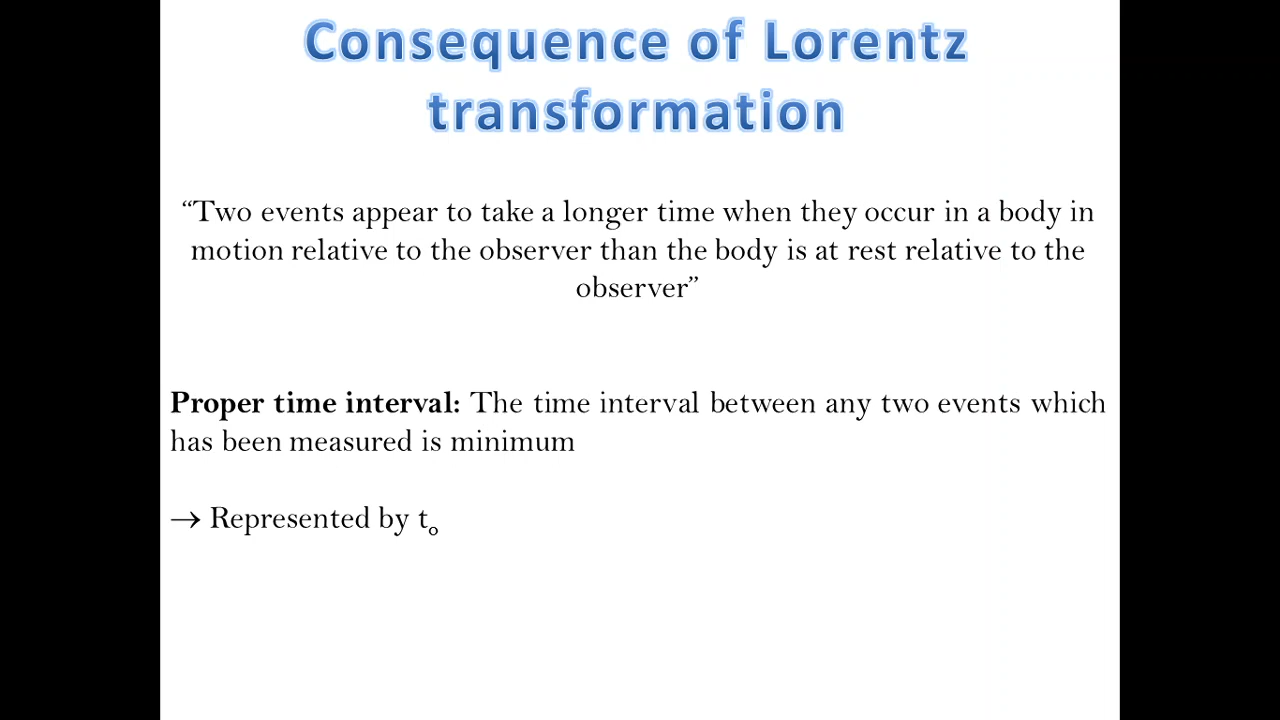 Consequence of Lorentz
transformation
“Two events appear to take a longer time when they occur in a body in
motion relative to the observer than the body is at rest relative to the
observer”
Proper time interval: The time interval between any two events which
has been measured is minimum
→ Represented by tₒ